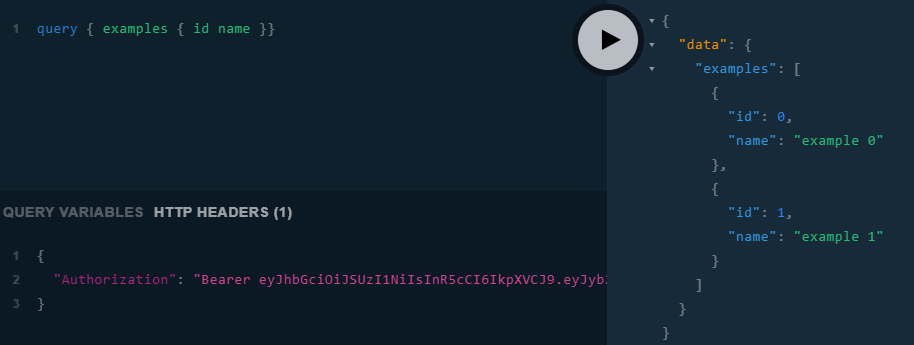 1 query { examples { id name }}
QUERY VARIABLES HTTP HEADERS (1)
1 {
2 "Authorization": "Bearer eyJhbGciOiJSUzI1NiIsInR5cCI6IkpXVCJ9.eyJyb
3 }
{
"data": {
"examples": [
{
"id": 0,
"name": "example 0"
},
{
"id": 1,
"name": "example 1"
}
]
}
}